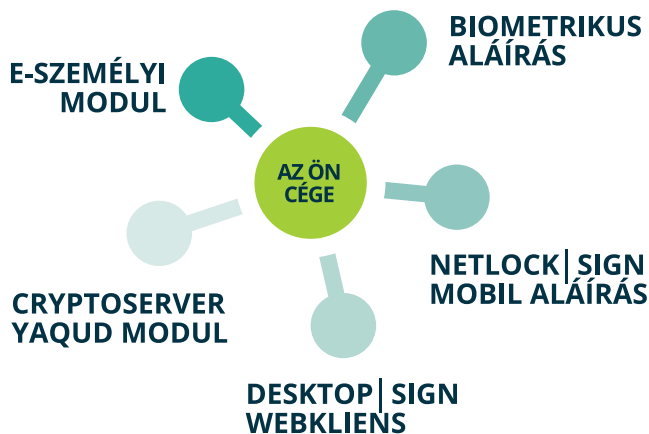 BIOMETRIKUS
ALÁÍRÁS
E-SZEMÉLYI
MODUL
AZ ÖN
CÉGE
NETLOCK|SIGN
MOBIL ALÁÍRÁS
CRYPTOSERVER
YAQUD MODUL
DESKTOP|SIGN
WEBKLIENS